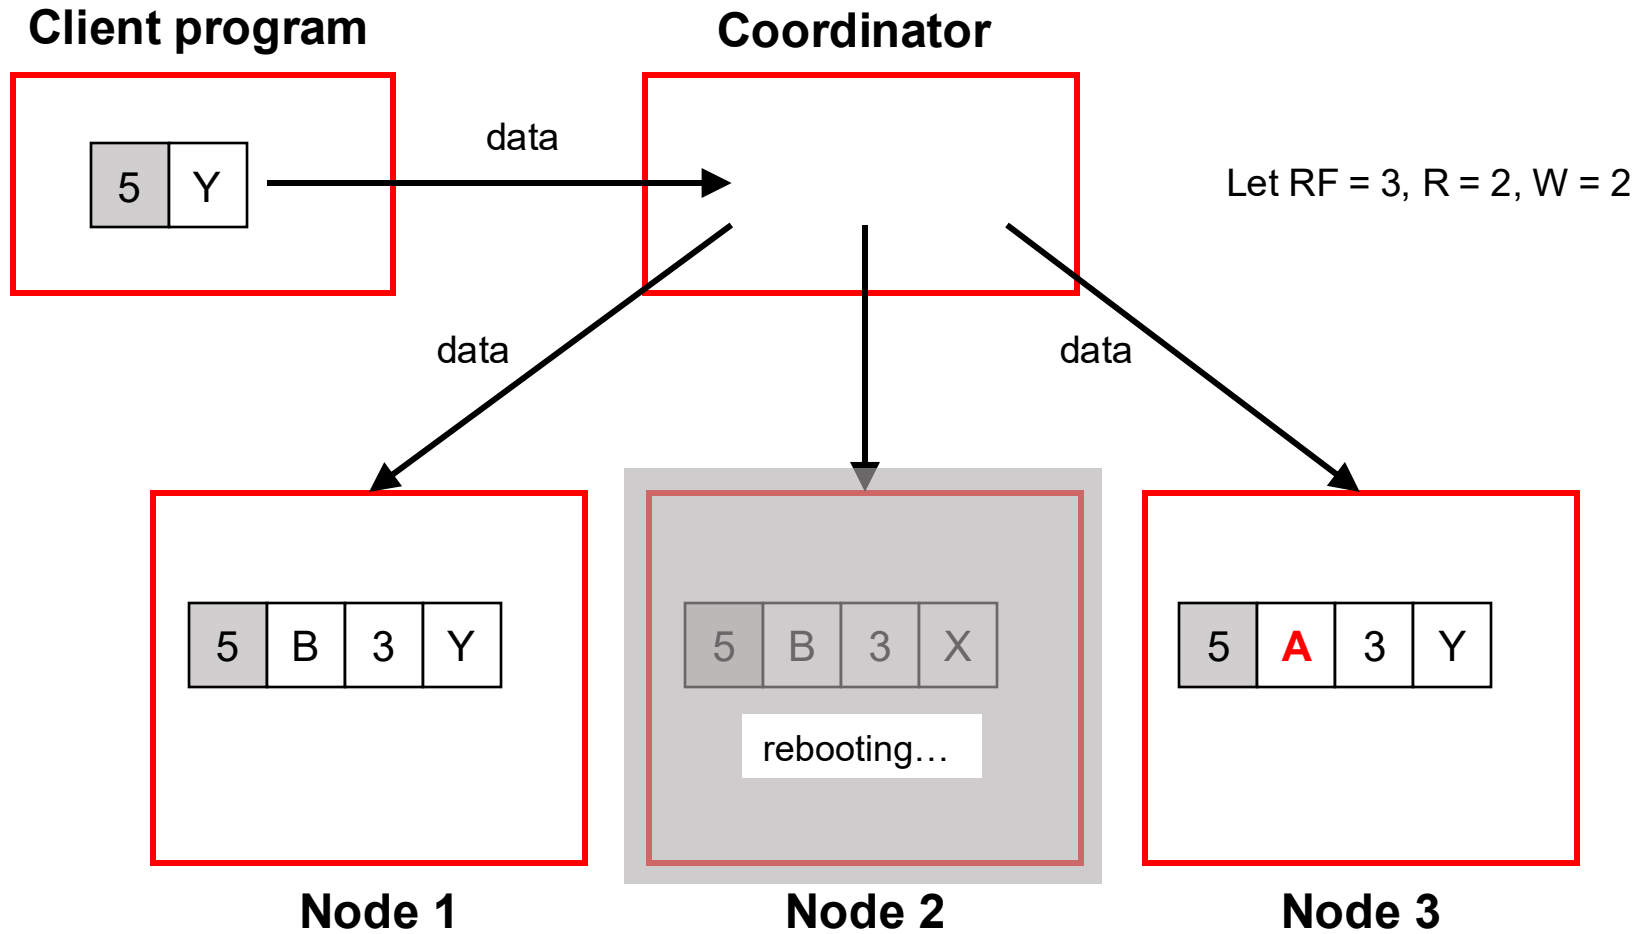 Client program
Coordinator
data
5 Y
Let RF = 3, R = 2, W = 2
data
data
5 B 3 Y
5 B 3 X
5 A 3 Y
rebooting…
Node 1
Node 2
Node 3